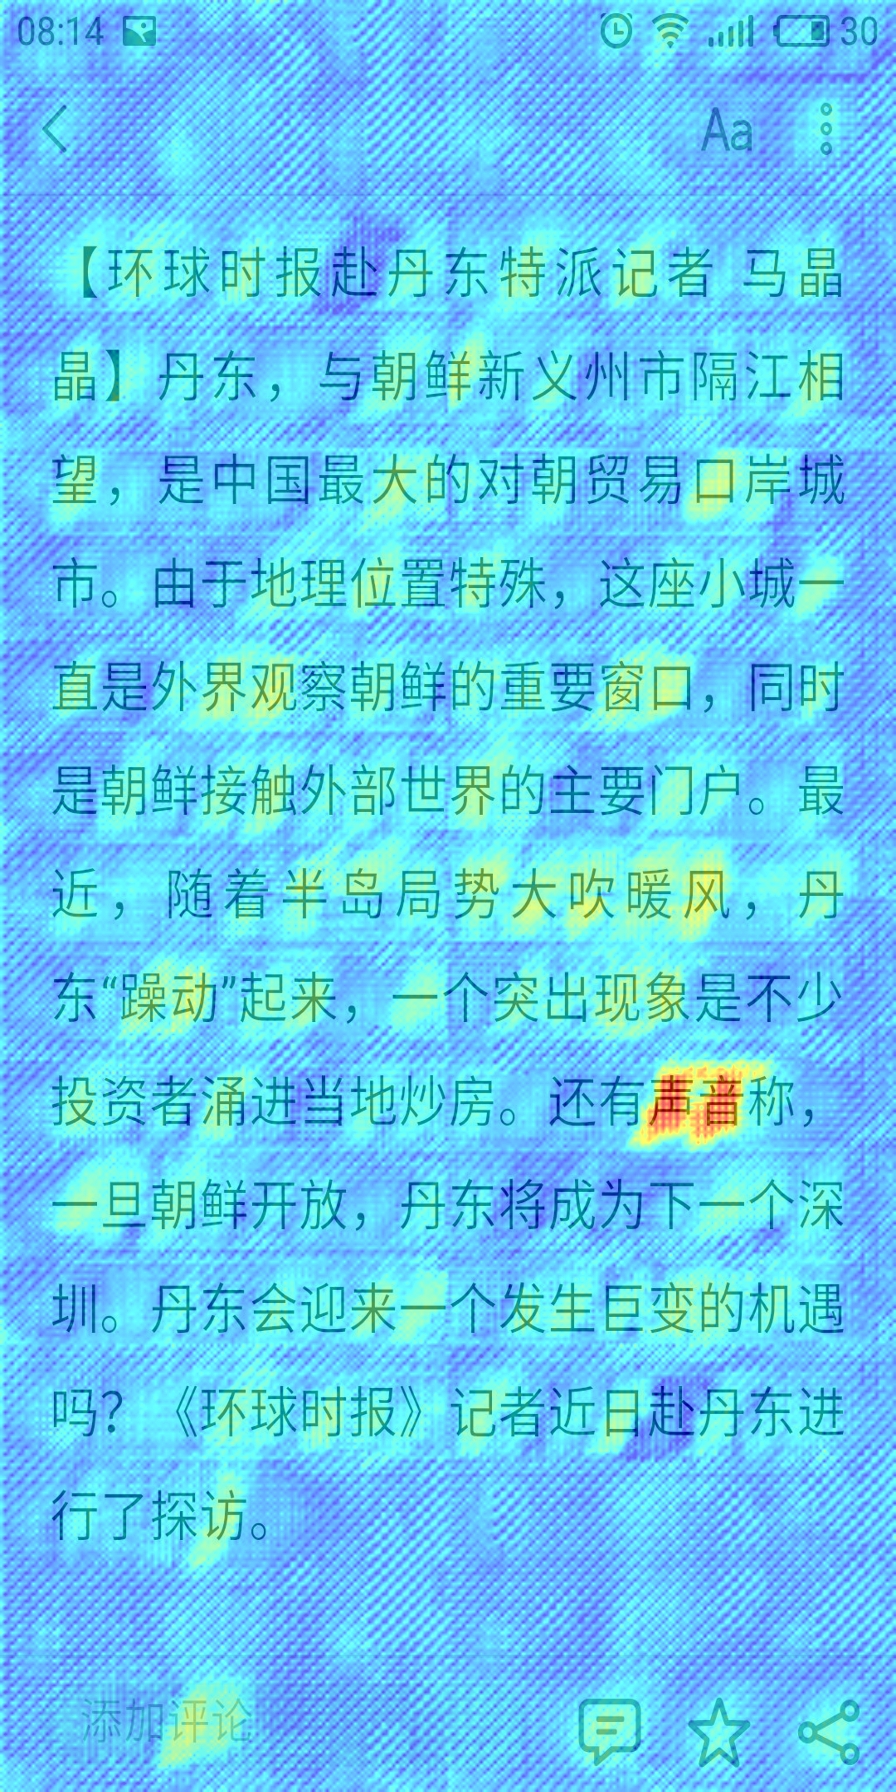 08:14 30
Aa
【环球时报赴丹东特派记者 马晶
晶】丹东，与朝鲜新义州市隔江相
望，是中国最大的对朝贸易口岸城
市。由于地理位置特殊，这座小城一
直是外界观察朝鲜的重要窗口，同时
是朝鲜接触外部世界的主要门户。最
近，随着半岛局势大吹暖风，丹
东“躁动”起来，一个突出现象是不少
投资者涌进当地炒房。还有声音称，
一旦朝鲜开放，丹东将成为下一个深
圳。丹东会迎来一个发生巨变的机遇
吗？《环球时报》记者近日赴丹东进
行了探访。
添加评论